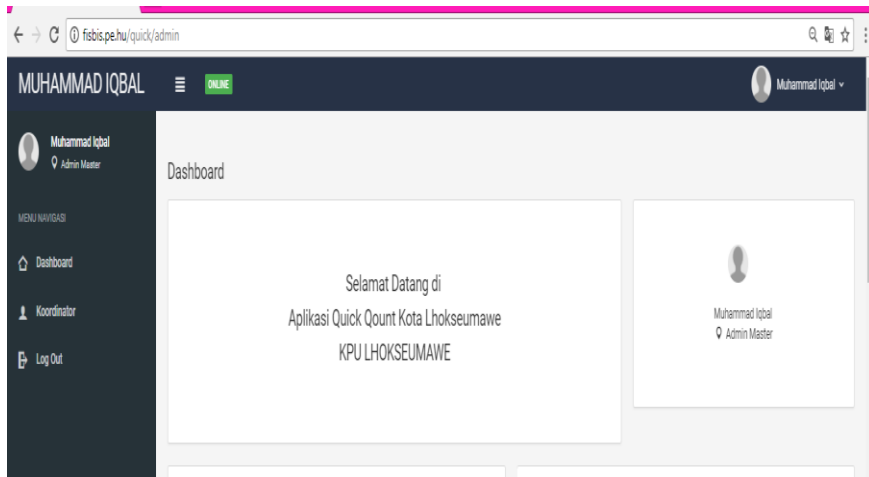 fisbis.pe.hu/quick/admin
MUHAMMAD IQBAL
ONLINE
Muhammad Iqbal
Muhammad Iqbal
Admin Master
MENU NAVIGASI
Dashboard
Koordinator
Log Out
Dashboard
Selamat Datang di
Aplikasi Quick Qount Kota Lhokseumawe
KPU LHOKSEUMAWE
Muhammad Iqbal
Admin Master